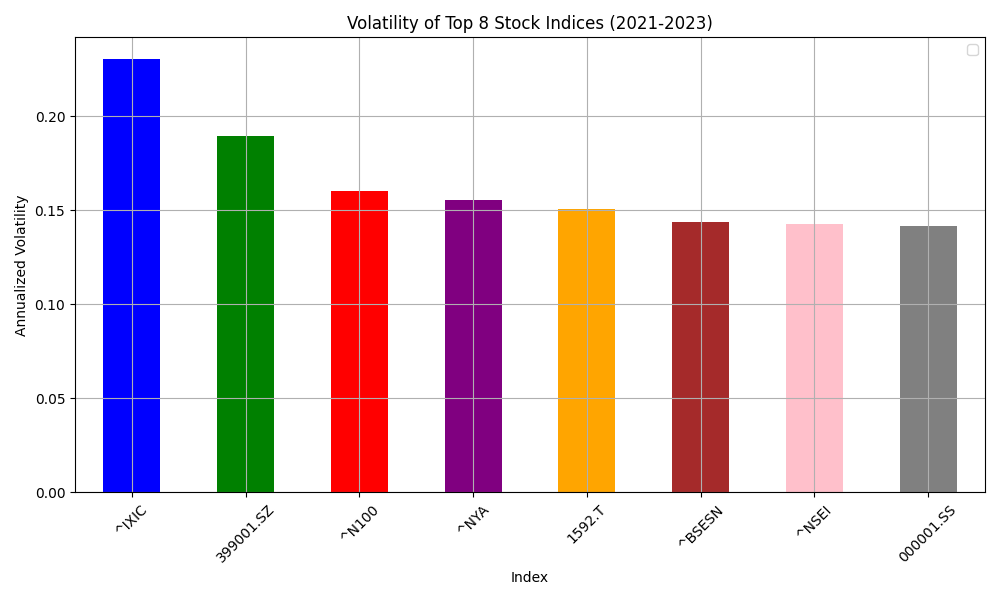 Volatility of Top 8 Stock Indices (2021-2023)
Annualized Volatility
0.20
0.15
0.10
0.05
0.00
^IXIC
399001.SZ
^N100
^NYA
1592.T
^BSESN
^NSEI
000001.SS
Index